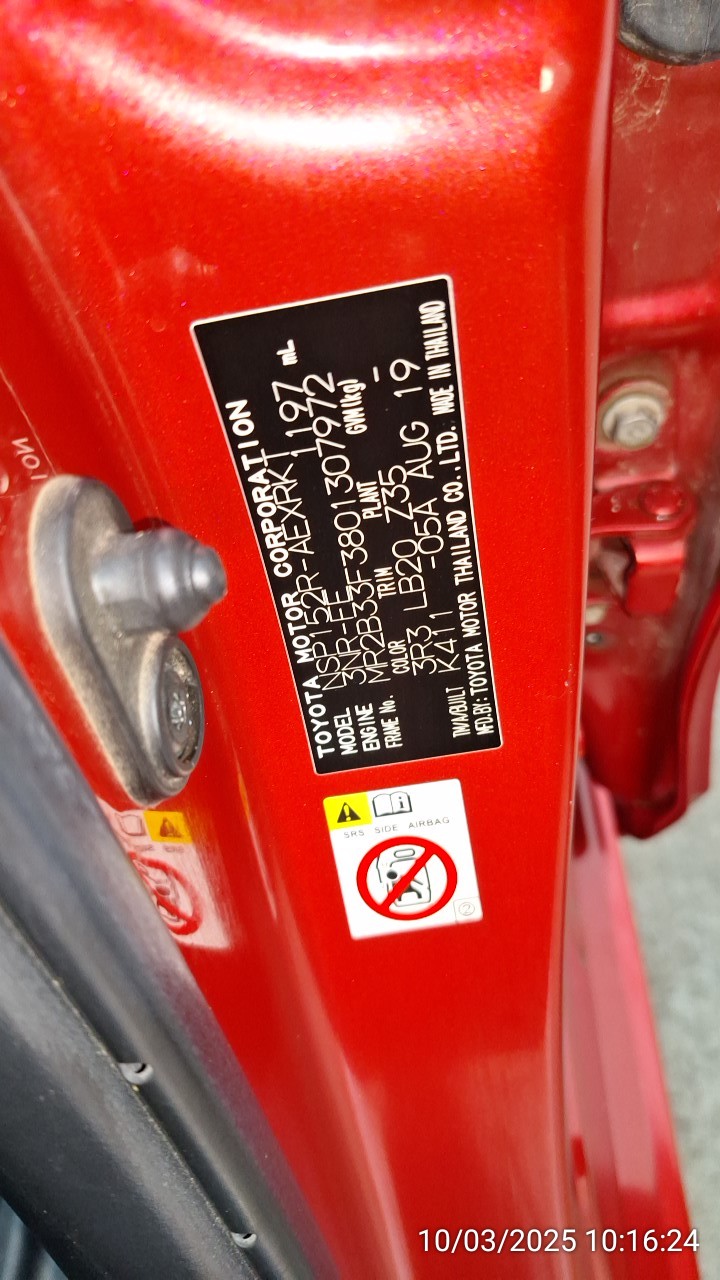 TOYOTA MOTOR CORPORATION
MODEL NSP152R-AEXRKT 1197 mL
ENGINE 3NR-FE
FRAME No. MR2B33F3801307972
COLOR TRIM PLANT GVM(kg)
3R3 LB20 Z35 —
TM/A/BUILT K411 -05A AUG 19
MFD.BY: TOYOTA MOTOR THAILAND CO.,LTD. MADE IN THAILAND
SRS SIDE AIRBAG
10/03/2025 10:16:24